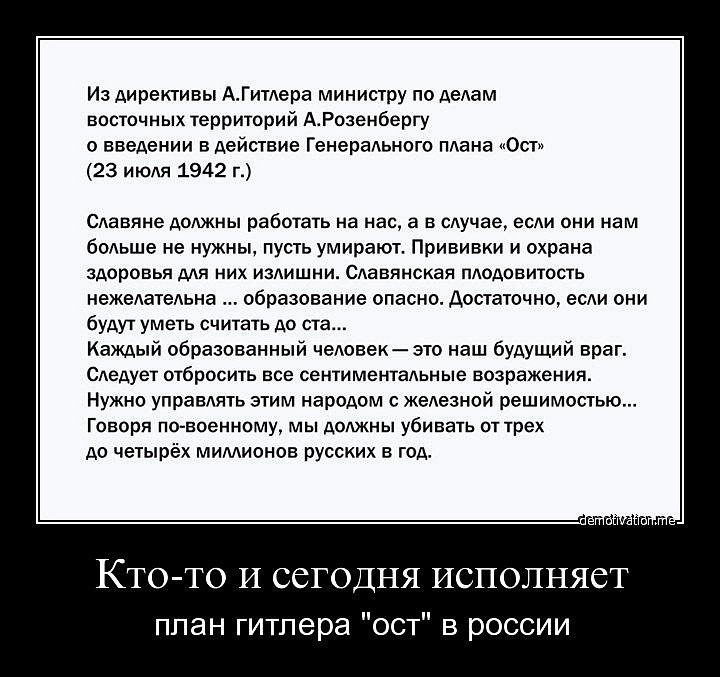 Из директивы А.Гитлера министру по делам
восточных территорий А.Розенбергу
о введении в действие Генерального плана «Ост»
(23 июля 1942 г.)
Славяне должны работать на нас, а в случае, если они нам
больше не нужны, пусть умирают. Прививки и охрана
здоровья для них излишни. Славянская плодовитость
нежелательна ... образование опасно. Достаточно, если они
будут уметь считать до ста...
Каждый образованный человек — это наш будущий враг.
Следует отбросить все сентиментальные возражения.
Нужно управлять этим народом с железной решимостью...
Говоря по-военному, мы должны убивать от трех
до четырёх миллионов русских в год.
demotivation.me
Кто-то и сегодня исполняет
план гитлера "ост" в россии